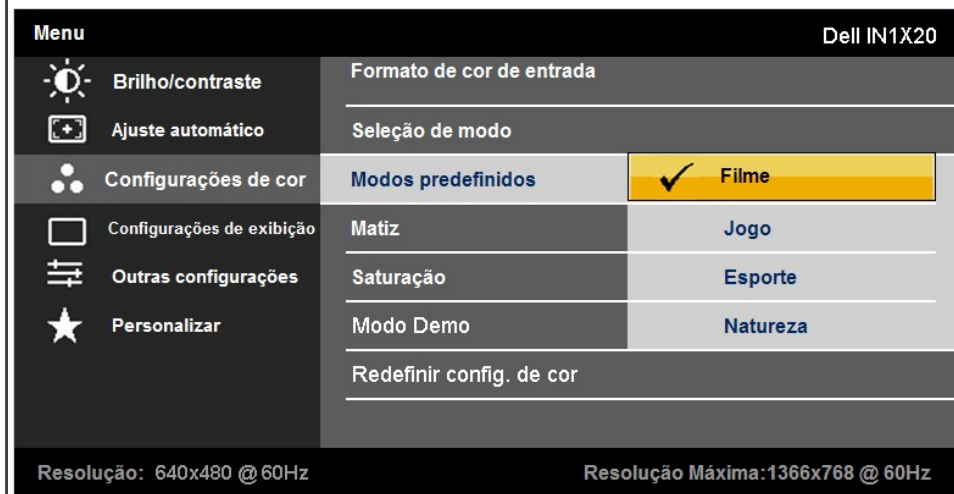 Menu
Dell IN1X20
Brilho/contraste
Formato de cor de entrada
Ajuste automático
Seleção de modo
Configurações de cor
Modos predefinidos
Filme
Configurações de exibição
Matiz
Jogo
Outras configurações
Saturação
Esporte
Personalizar
Modo Demo
Natureza
Redefinir config. de cor
Resolução: 640x480 @60Hz
Resolução Máxima:1366x768 @ 60Hz